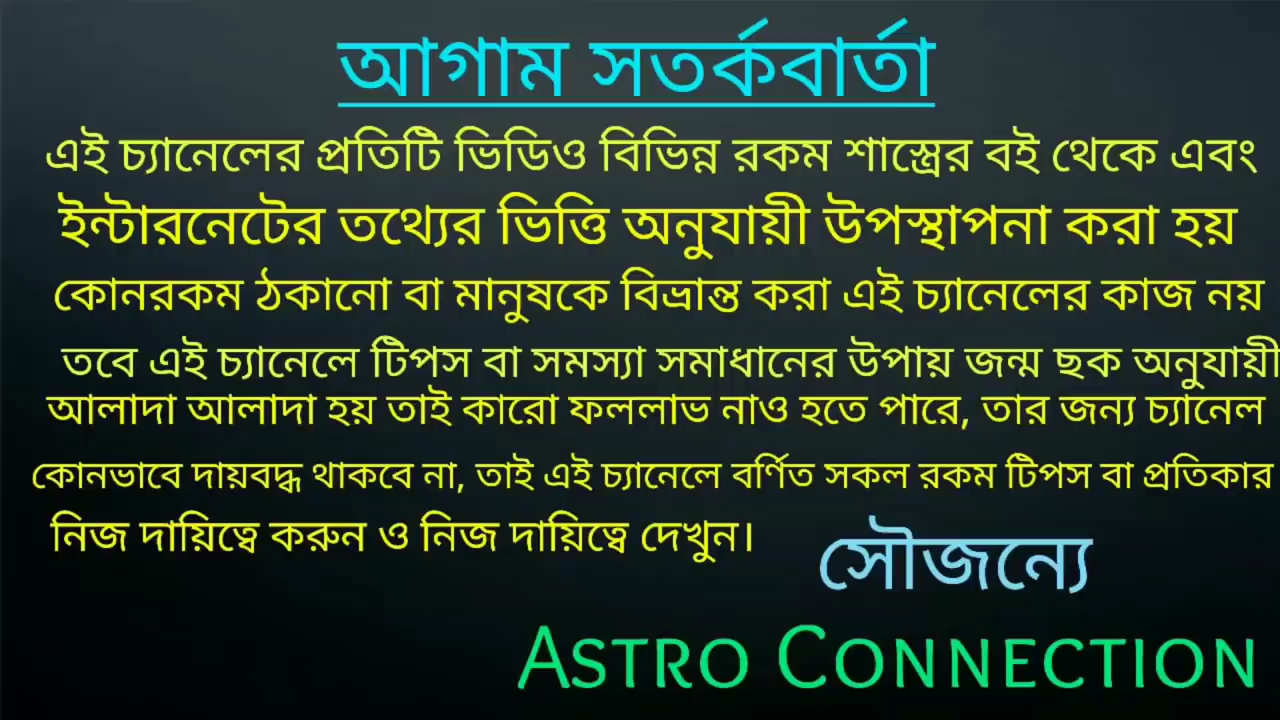 আগাম সতর্কবার্তা
এই চ্যানেলের প্রতিটি ভিডিও বিভিন্ন রকম শাস্ত্রের বই থেকে এবং
ইন্টারনেটের তথ্যের ভিত্তি অনুযায়ী উপস্থাপনা করা হয়
কোনরকম ঠকানো বা মানুষকে বিভ্রান্ত করা এই চ্যানেলের কাজ নয়
তবে এই চ্যানেলে টিপস বা সমস্যা সমাধানের উপায় জন্ম ছক অনুযায়ী
আলাদা আলাদা হয় তাই কারো ফললাভ নাও হতে পারে, তার জন্য চ্যানেল
কোনভাবে দায়বদ্ধ থাকবে না, তাই এই চ্যানেলে বর্ণিত সকল রকম টিপস বা প্রতিকার
নিজ দায়িত্বে করুন ও নিজ দায়িত্বে দেখুন।
সৌজন্যে
ASTRO CONNECTION